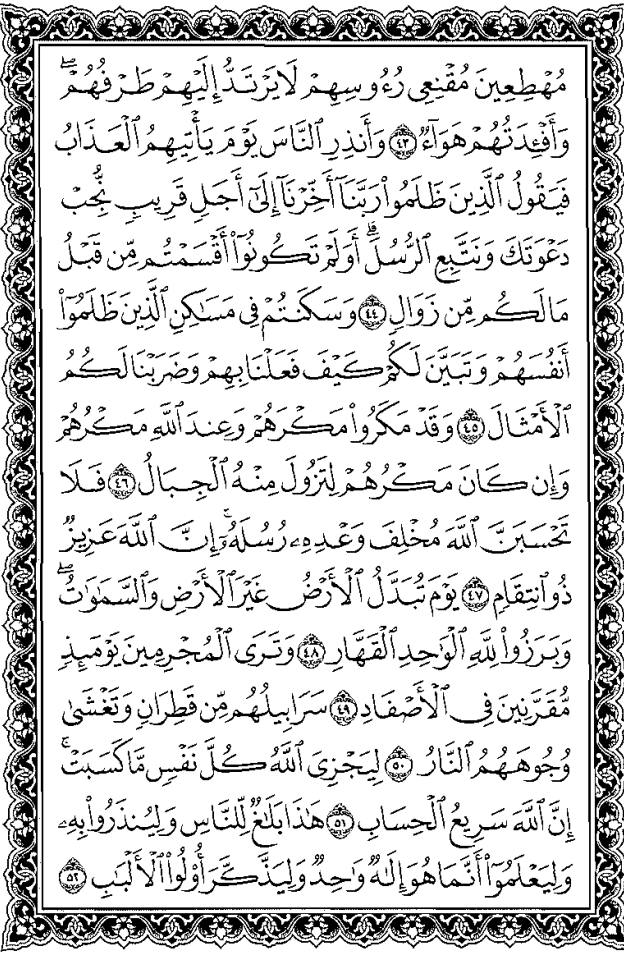 مُهْطِعِينَ مُقْنِعِى رُءُوسِهِمْ لَا يَرْتَدُّ إِلَيْهِمْ طَرْفُهُمْ ۖ
وَأَفْـِٔدَتُهُمْ هَوَآءٌ ۝٤٣ وَأَنذِرِ ٱلنَّاسَ يَوْمَ يَأْتِيهِمُ ٱلْعَذَابُ
فَيَقُولُ ٱلَّذِينَ ظَلَمُوا۟ رَبَّنَآ أَخِّرْنَآ إِلَىٰٓ أَجَلٍ قَرِيبٍ نُّجِبْ
دَعْوَتَكَ وَنَتَّبِعِ ٱلرُّسُلَ ۗ أَوَلَمْ تَكُونُوٓا۟ أَقْسَمْتُم مِّن قَبْلُ
مَا لَكُم مِّن زَوَالٍ ۝٤٤ وَسَكَنتُمْ فِى مَسَـٰكِنِ ٱلَّذِينَ ظَلَمُوٓا۟
أَنفُسَهُمْ وَتَبَيَّنَ لَكُمْ كَيْفَ فَعَلْنَا بِهِمْ وَضَرَبْنَا لَكُمُ
ٱلْأَمْثَالَ ۝٤٥ وَقَدْ مَكَرُوا۟ مَكْرَهُمْ وَعِندَ ٱللَّهِ مَكْرُهُمْ
وَإِن كَانَ مَكْرُهُمْ لِتَزُولَ مِنْهُ ٱلْجِبَالُ ۝٤٦ فَلَا
تَحْسَبَنَّ ٱللَّهَ مُخْلِفَ وَعْدِهِۦ رُسُلَهُۥٓ ۗ إِنَّ ٱللَّهَ عَزِيزٌ
ذُو ٱنتِقَامٍ ۝٤٧ يَوْمَ تُبَدَّلُ ٱلْأَرْضُ غَيْرَ ٱلْأَرْضِ وَٱلسَّمَـٰوَٰتُ ۖ
وَبَرَزُوا۟ لِلَّهِ ٱلْوَٰحِدِ ٱلْقَهَّارِ ۝٤٨ وَتَرَى ٱلْمُجْرِمِينَ يَوْمَئِذٍ
مُّقَرَّنِينَ فِى ٱلْأَصْفَادِ ۝٤٩ سَرَابِيلُهُم مِّن قَطِرَانٍ وَتَغْشَىٰ
وُجُوهَهُمُ ٱلنَّارُ ۝٥٠ لِيَجْزِىَ ٱللَّهُ كُلَّ نَفْسٍ مَّا كَسَبَتْ ۚ
إِنَّ ٱللَّهَ سَرِيعُ ٱلْحِسَابِ ۝٥١ هَـٰذَا بَلَـٰغٌ لِّلنَّاسِ وَلِيُنذَرُوا۟ بِهِۦ
وَلِيَعْلَمُوٓا۟ أَنَّمَا هُوَ إِلَـٰهٌ وَٰحِدٌ وَلِيَذَّكَّرَ أُو۟لُوا۟ ٱلْأَلْبَـٰبِ ۝٥٢